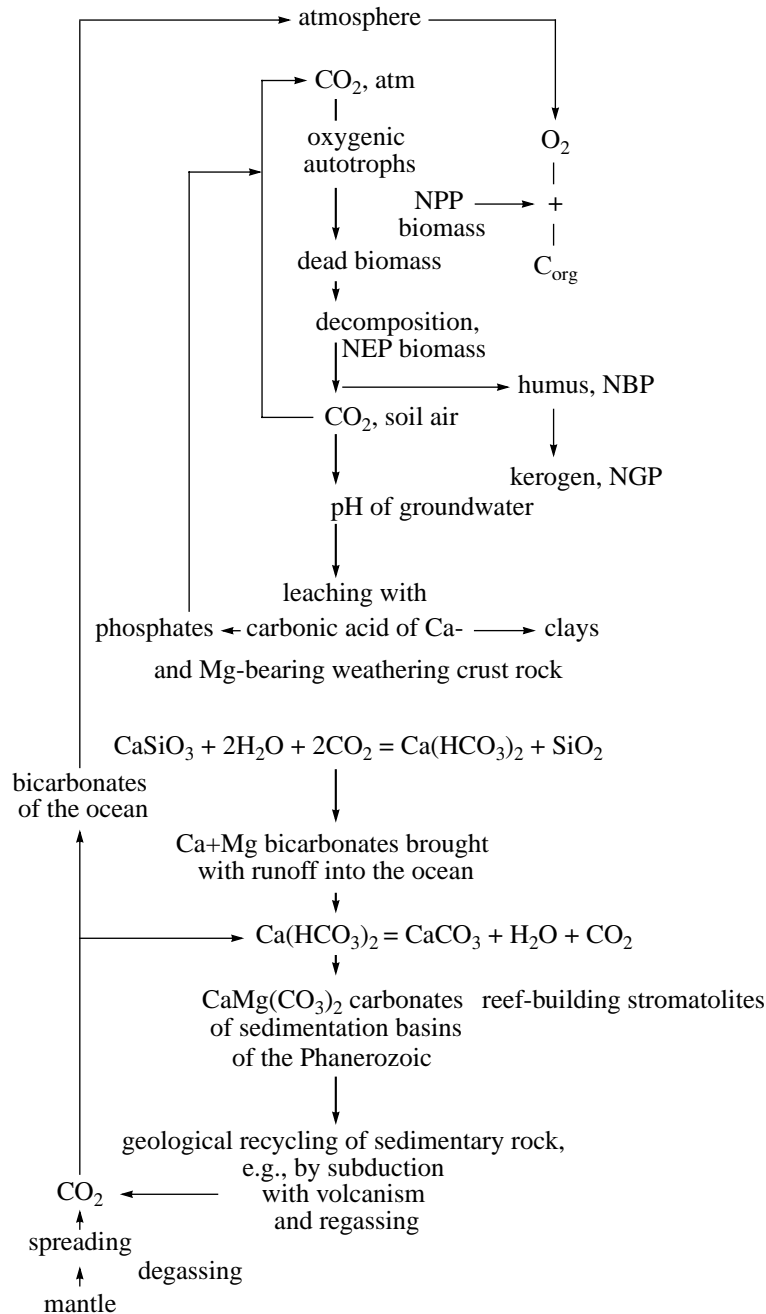 atmosphere
CO₂, atm
oxygenic
autotrophs
O₂
+
C_org
NPP
biomass
dead biomass
decomposition,
NEP biomass
humus, NBP
CO₂, soil air
kerogen, NGP
pH of groundwater
leaching with
phosphates carbonic acid of Ca- clays
and Mg-bearing weathering crust rock
CaSiO₃ + 2H₂O + 2CO₂ = Ca(HCO₃)₂ + SiO₂
bicarbonates
of the ocean
Ca+Mg bicarbonates brought
with runoff into the ocean
Ca(HCO₃)₂ = CaCO₃ + H₂O + CO₂
CaMg(CO₃)₂ carbonates reef-building stromatolites
of sedimentation basins
of the Phanerozoic
geological recycling of sedimentary rock,
e.g., by subduction
with volcanism
and regassing
CO₂
spreading
degassing
mantle